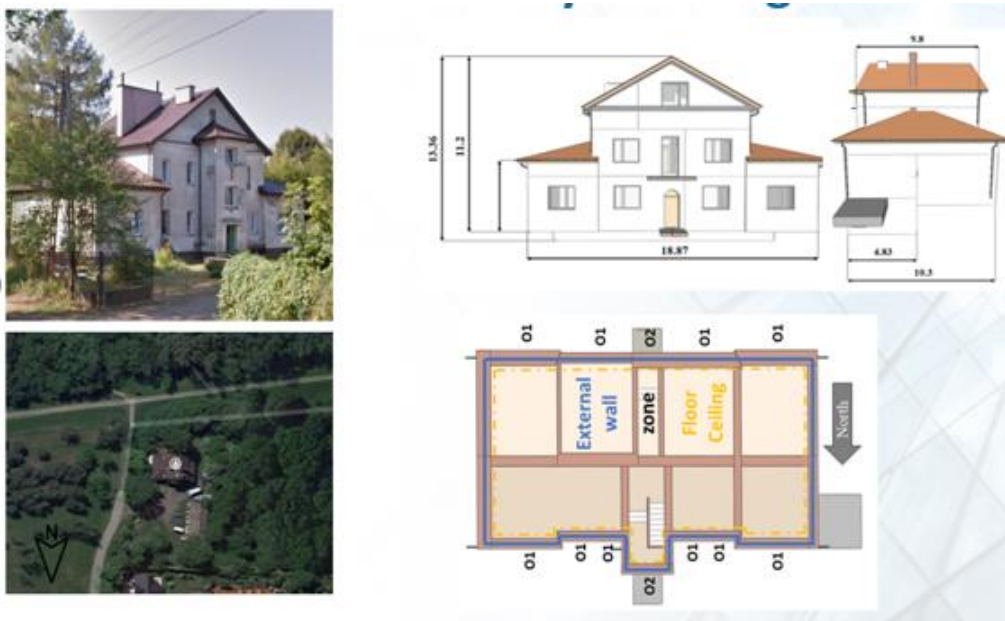 9.8
13.36
11.2
18.87
4.83
10.3
O1
O1
O2
O1
O1
External
wall
zone
Floor
Ceiling
North
N
O1
O1
O1
O2
O1
O1
O1